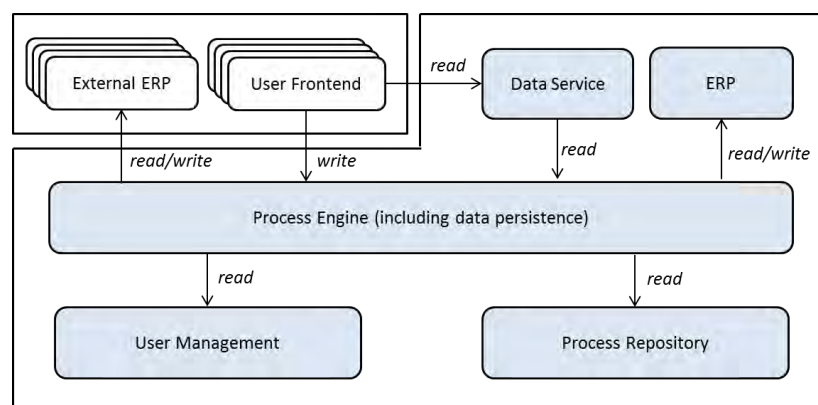 External ERP
User Frontend
read
Data Service
ERP
read/write
write
read
read/write
Process Engine (including data persistence)
read
read
User Management
Process Repository